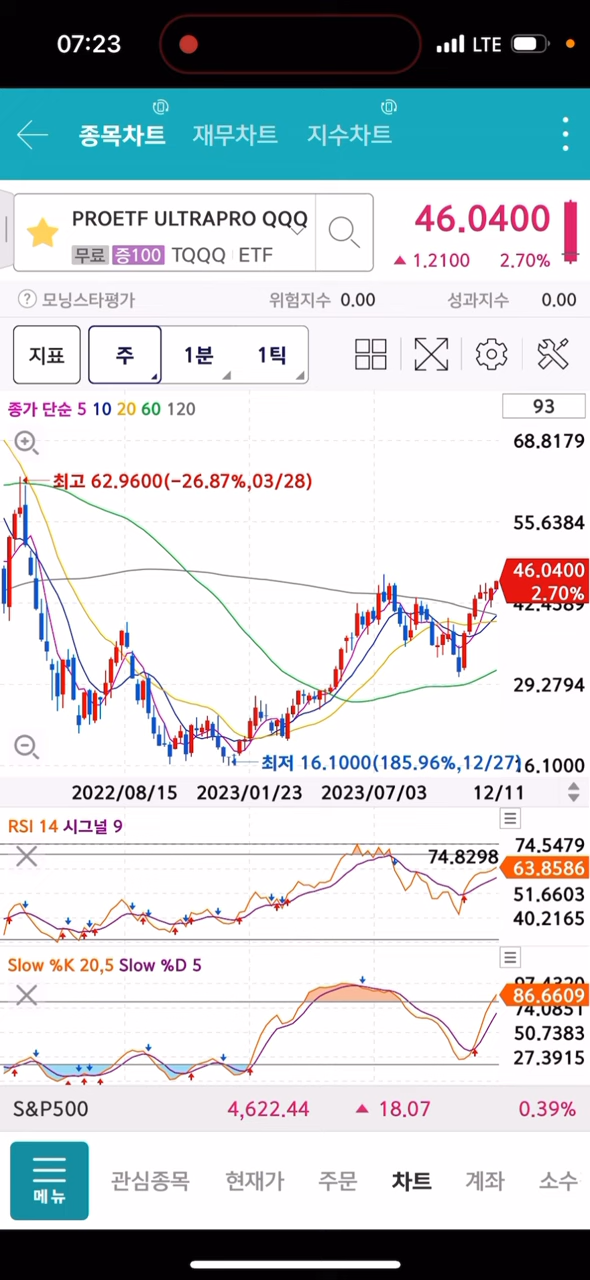 07:23
LTE
종목차트 재무차트 지수차트
PROETF ULTRAPRO QQQ
무료 증100 TQQQ ETF
46.0400
▲ 1.2100 2.70%
? 모닝스타평가 위험지수 0.00 성과지수 0.00
지표 주 1분 1틱
종가 단순 5 10 20 60 120
93
68.8179
최고 62.9600(-26.87%,03/28)
55.6384
46.0400
2.70%
42.4589
29.2794
최저 16.1000(185.96%,12/27)
16.1000
2022/08/15 2023/01/23 2023/07/03 12/11
RSI 14 시그널 9
74.5479
74.8298
63.8586
51.6603
40.2165
Slow %K 20,5 Slow %D 5
86.6609
74.0851
50.7383
27.3915
S&P500 4,622.44 ▲ 18.07 0.39%
메뉴 관심종목 현재가 주문 차트 계좌 소수